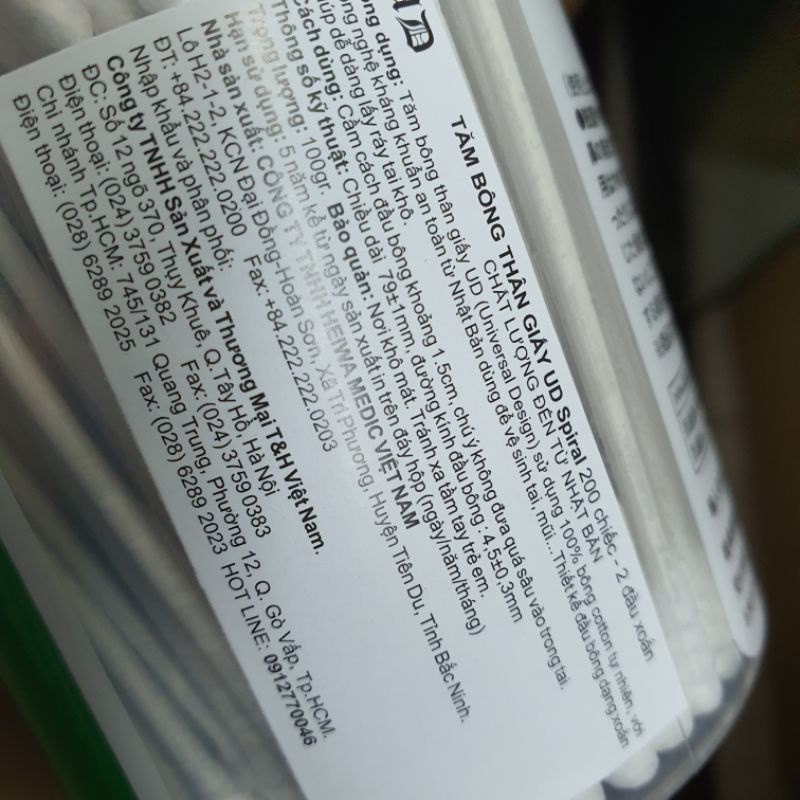 TĂM BÔNG THÂN GIẤY UD Spiral 200 chiếc - 2 đầu xoắn
CHẤT LƯỢNG ĐẾN TỪ NHẬT BẢN
dụng: Tăm bông thân giấy UD (Universal Design) sử dụng 100% bông cotton tự nhiên, với
nghệ kháng khuẩn an toàn từ Nhật Bản dùng để vệ sinh tai, mũi... Thiết kế đầu bông dạng xoắn
dễ dàng lấy ráy tai khô.
Cách dùng: Cầm cách đầu bông khoảng 1.5cm, chú ý không đưa quá sâu vào trong tai.
Thông số kỹ thuật: Chiều dài 79±1mm, đường kính đầu bông: 4,5±0,3mm
Trọng lượng: 100gr. Bảo quản: Nơi khô mát. Tránh xa tầm tay trẻ em.
Hạn sử dụng: 5 năm kể từ ngày sản xuất in trên đáy hộp (ngày/năm/tháng)
Nhà sản xuất: CÔNG TY TNHH HEIWA MEDIC VIỆT NAM
Lô H2-1-2, KCN Đại Đồng-Hoàn Sơn, Xã Tri Phương, Huyện Tiên Du, Tỉnh Bắc Ninh.
ĐT: +84.222.222.0200 Fax: +84.222.222.0203
Nhập khẩu và phân phối:
Công ty TNHH Sản Xuất và Thương Mại T&H Việt Nam.
ĐC: Số 12 ngõ 370, Thụy Khuê, Q. Tây Hồ, Hà Nội
Điện thoại: (024) 3759 0382 Fax: (024) 3759 0383
Chi nhánh Tp.HCM: 745/131 Quang Trung, Phường 12, Q. Gò Vấp, Tp.HCM.
Điện thoại: (028) 6289 2025 Fax: (028) 6289 2023 HOT LINE: 0912770046